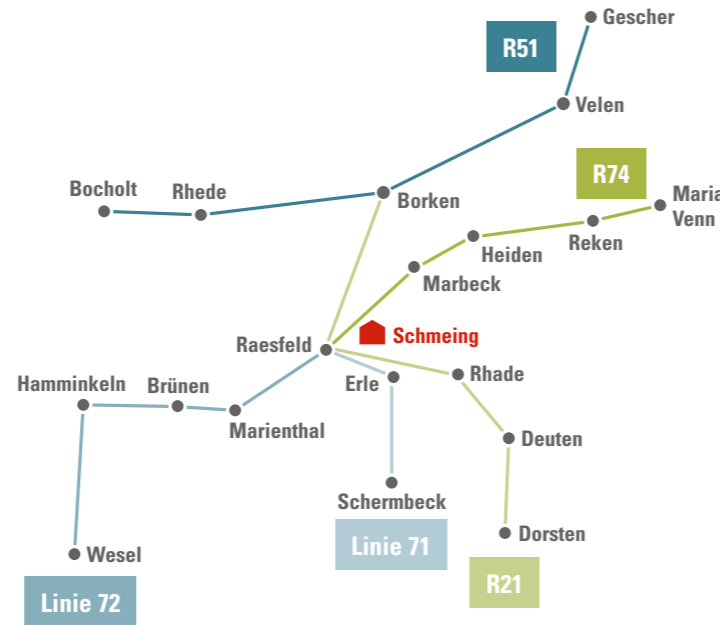 Gescher
R51
Velen
R74
Bocholt
Rhede
Borken
Maria
Venn
Reken
Heiden
Marbeck
Schmeing
Raesfeld
Hamminkeln
Brünen
Erle
Rhade
Marienthal
Deuten
Schermbeck
Dorsten
Linie 71
Wesel
R21
Linie 72